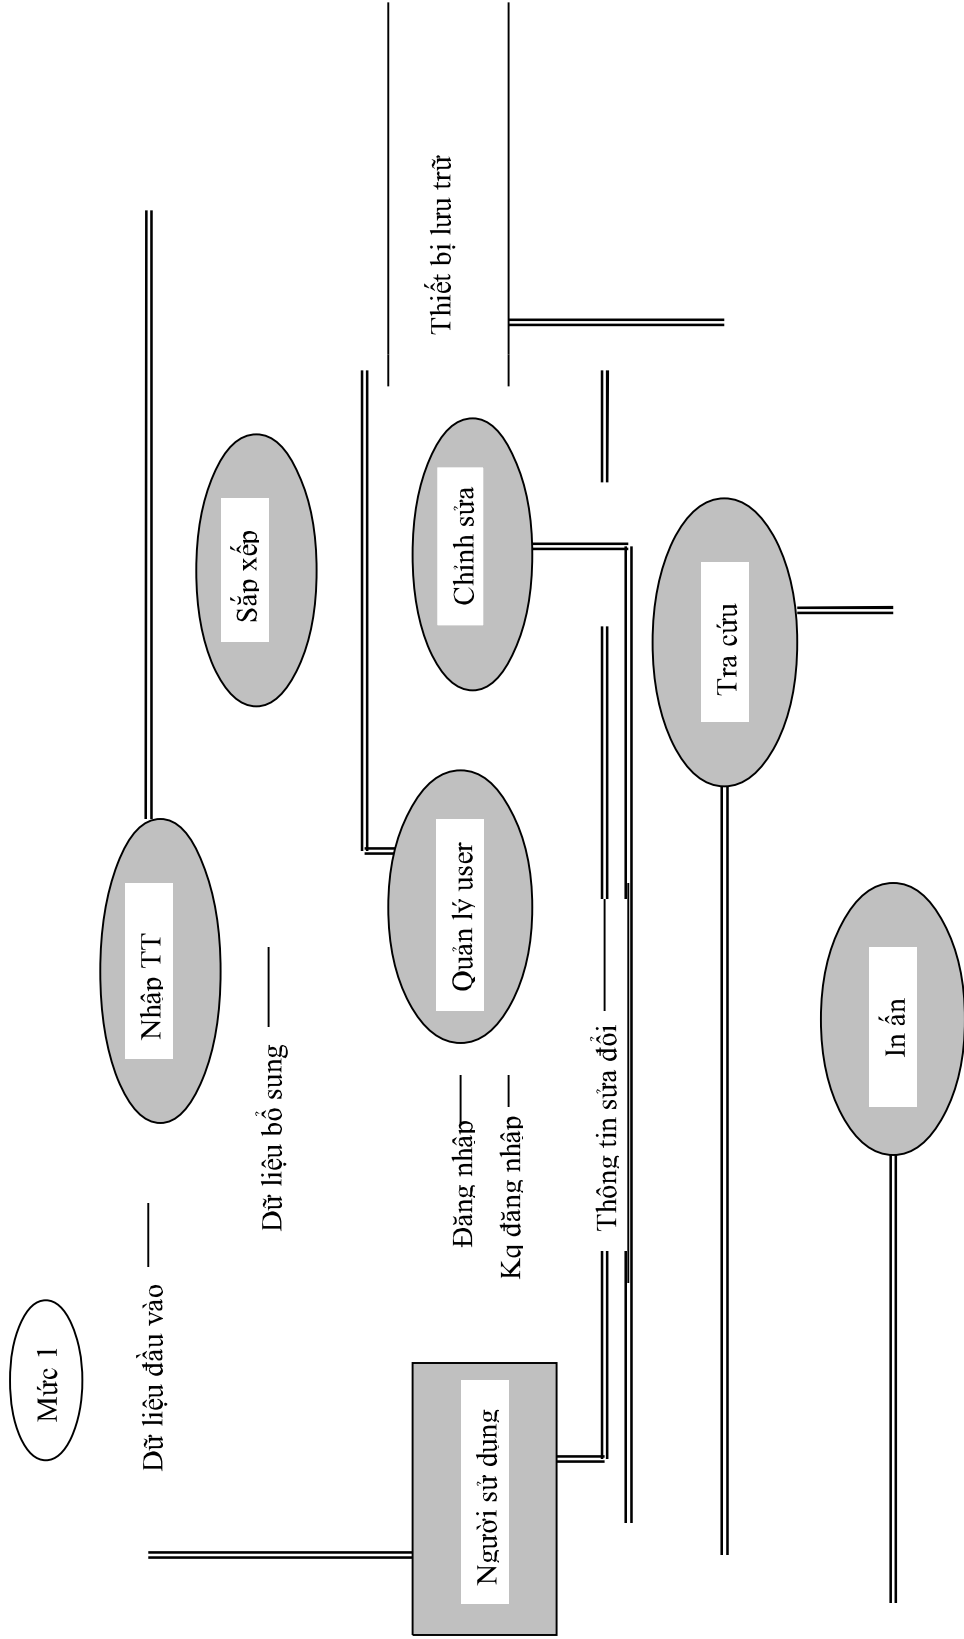 Mức 1
Dữ liệu đầu vào
Nhập TT
Dữ liệu bổ sung
Sắp xếp
Người sử dụng
Đăng nhập
Kq đăng nhập
Quản lý user
Chỉnh sửa
Thiết bị lưu trữ
Thông tin sửa đổi
Tra cứu
In ấn